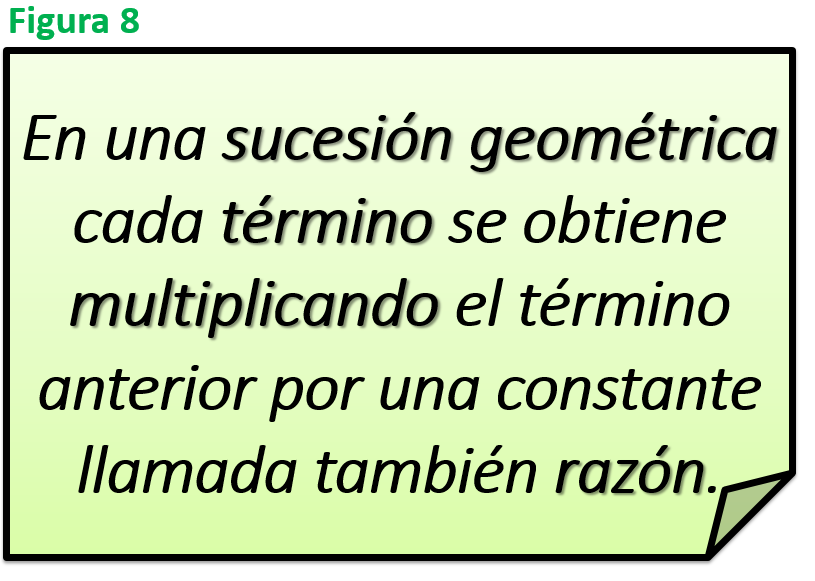 Figura 8
En una sucesión geométrica
cada término se obtiene
multiplicando el término
anterior por una constante
llamada también razón.